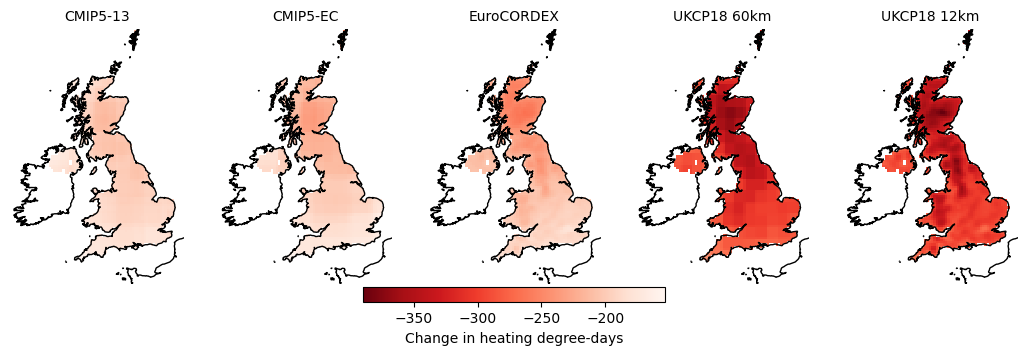 CMIP5-13 CMIP5-EC EuroCORDEX UKCP18 60km UKCP18 12km
−350 −300 −250 −200
Change in heating degree-days